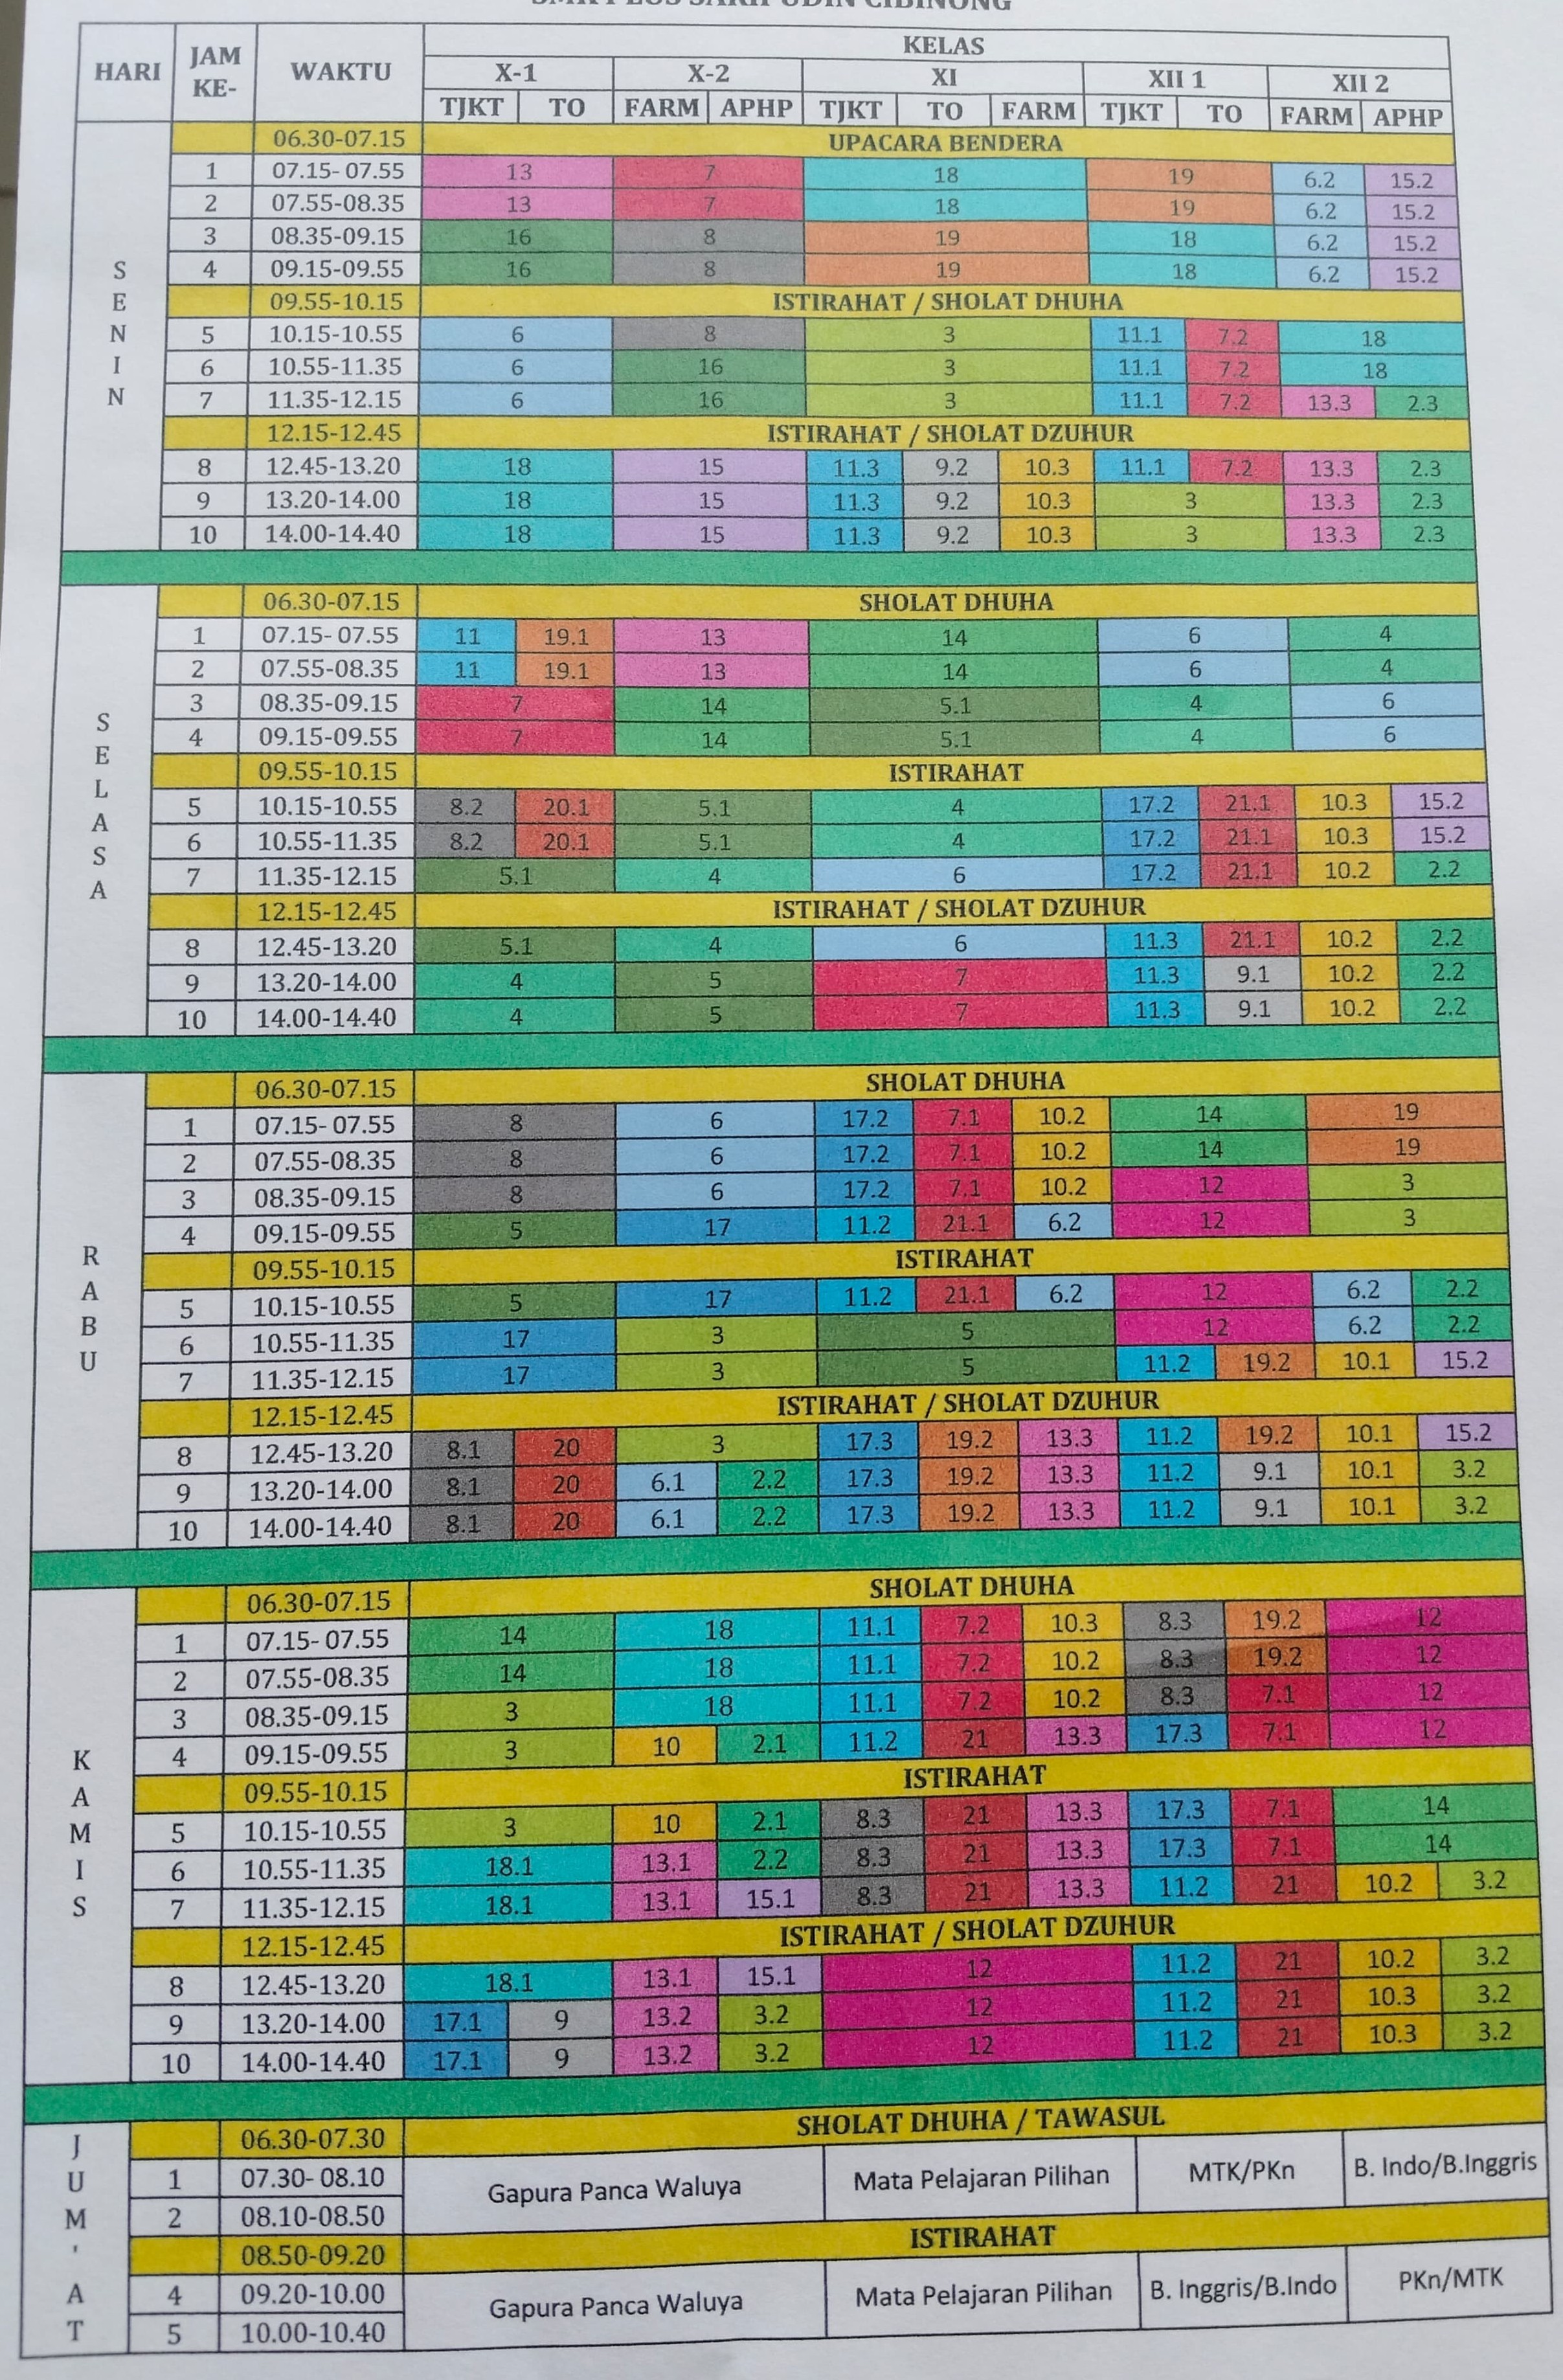 HARI JAM KE- WAKTU KELAS
X-1 X-2 XI XII 1 XII 2
TJKT TO FARM APHP TJKT TO FARM TJKT TO FARM APHP
SENIN
06.30-07.15 UPACARA BENDERA
1 07.15- 07.55 13 7 18 19 6.2 15.2
2 07.55-08.35 13 7 18 19 6.2 15.2
3 08.35-09.15 16 8 19 18 6.2 15.2
4 09.15-09.55 16 8 19 18 6.2 15.2
09.55-10.15 ISTIRAHAT / SHOLAT DHUHA
5 10.15-10.55 6 8 3 11.1 7.2 18
6 10.55-11.35 6 16 3 11.1 7.2 18
7 11.35-12.15 6 16 3 11.1 7.2 13.3 2.3
12.15-12.45 ISTIRAHAT / SHOLAT DZUHUR
8 12.45-13.20 18 15 11.3 9.2 10.3 11.1 7.2 13.3 2.3
9 13.20-14.00 18 15 11.3 9.2 10.3 3 13.3 2.3
10 14.00-14.40 18 15 11.3 9.2 10.3 3 13.3 2.3
SELASA
06.30-07.15 SHOLAT DHUHA
1 07.15- 07.55 11 19.1 13 14 6 4
2 07.55-08.35 11 19.1 13 14 6 4
3 08.35-09.15 7 14 5.1 4 6
4 09.15-09.55 7 14 5.1 4 6
09.55-10.15 ISTIRAHAT
5 10.15-10.55 8.2 20.1 5.1 4 17.2 21.1 10.3 15.2
6 10.55-11.35 8.2 20.1 5.1 4 17.2 21.1 10.3 15.2
7 11.35-12.15 5.1 4 6 17.2 21.1 10.2 2.2
12.15-12.45 ISTIRAHAT / SHOLAT DZUHUR
8 12.45-13.20 5.1 4 6 11.3 21.1 10.2 2.2
9 13.20-14.00 4 5 7 11.3 9.1 10.2 2.2
10 14.00-14.40 4 5 7 11.3 9.1 10.2 2.2
RABU
06.30-07.15 SHOLAT DHUHA
1 07.15- 07.55 8 6 17.2 7.1 10.2 14 19
2 07.55-08.35 8 6 17.2 7.1 10.2 14 19
3 08.35-09.15 8 6 17.2 7.1 10.2 12 3
4 09.15-09.55 5 17 11.2 21.1 6.2 12 3
09.55-10.15 ISTIRAHAT
5 10.15-10.55 5 17 11.2 21.1 6.2 12 6.2 2.2
6 10.55-11.35 17 3 5 12 6.2 2.2
7 11.35-12.15 17 3 5 11.2 19.2 10.1 15.2
12.15-12.45 ISTIRAHAT / SHOLAT DZUHUR
8 12.45-13.20 8.1 20 3 17.3 19.2 13.3 11.2 19.2 10.1 15.2
9 13.20-14.00 8.1 20 6.1 2.2 17.3 19.2 13.3 11.2 9.1 10.1 3.2
10 14.00-14.40 8.1 20 6.1 2.2 17.3 19.2 13.3 11.2 9.1 10.1 3.2
KAMIS
06.30-07.15 SHOLAT DHUHA
1 07.15- 07.55 14 18 11.1 7.2 10.3 8.3 19.2 12
2 07.55-08.35 14 18 11.1 7.2 10.2 8.3 19.2 12
3 08.35-09.15 3 18 11.1 7.2 10.2 8.3 7.1 12
4 09.15-09.55 3 10 2.1 11.2 21 13.3 17.3 7.1 12
09.55-10.15 ISTIRAHAT
5 10.15-10.55 3 10 2.1 8.3 21 13.3 17.3 7.1 14
6 10.55-11.35 18.1 13.1 2.2 8.3 21 13.3 17.3 7.1 14
7 11.35-12.15 18.1 13.1 15.1 8.3 21 13.3 11.2 21 10.2 3.2
12.15-12.45 ISTIRAHAT / SHOLAT DZUHUR
8 12.45-13.20 18.1 13.1 15.1 12 11.2 21 10.2 3.2
9 13.20-14.00 17.1 9 13.2 3.2 12 11.2 21 10.3 3.2
10 14.00-14.40 17.1 9 13.2 3.2 12 11.2 21 10.3 3.2
JUM'AT
06.30-07.30 SHOLAT DHUHA / TAWASUL
1 07.30- 08.10 Gapura Panca Waluya Mata Pelajaran Pilihan MTK/PKn B. Indo/B.Inggris
2 08.10-08.50
08.50-09.20 ISTIRAHAT
4 09.20-10.00 Gapura Panca Waluya Mata Pelajaran Pilihan B. Inggris/B.Indo PKn/MTK
5 10.00-10.40